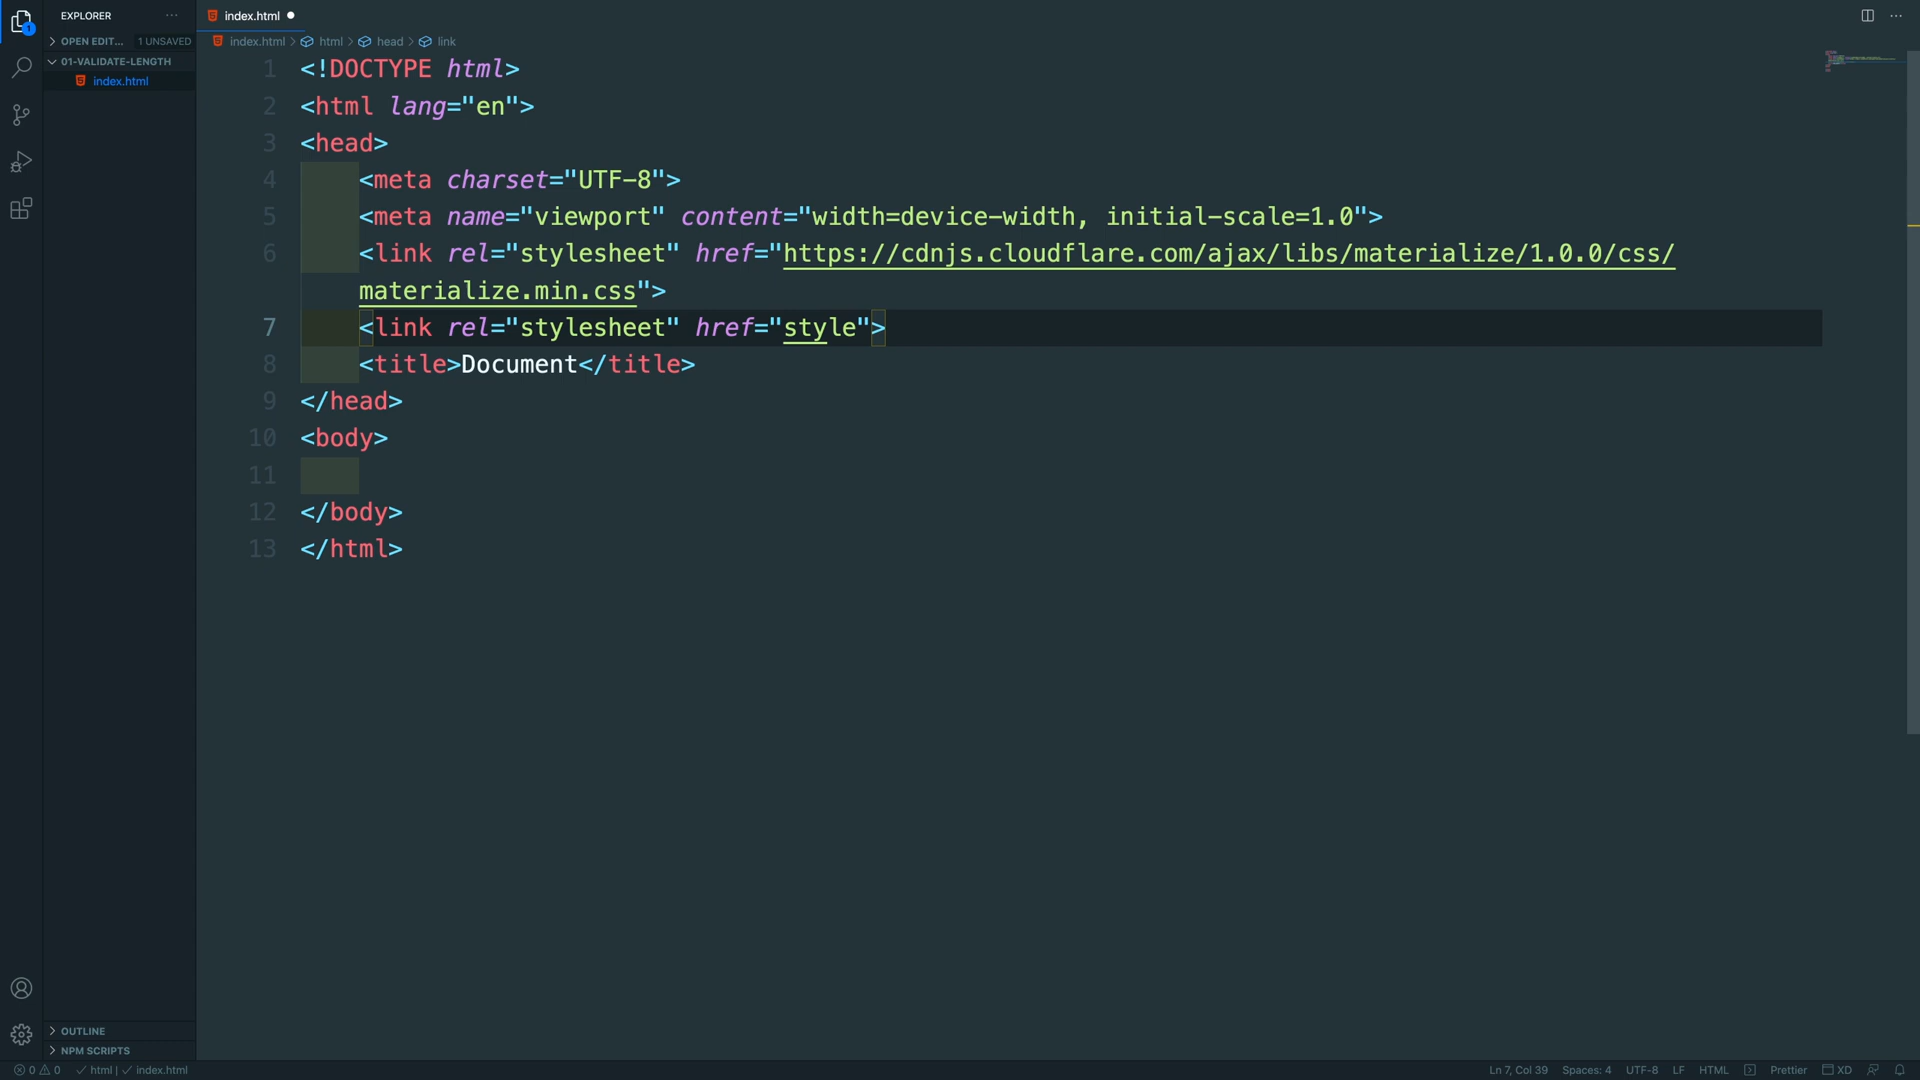 EXPLORER ···
OPEN EDIT... 1 UNSAVED
01-VALIDATE-LENGTH
index.html
OUTLINE
NPM SCRIPTS
index.html
index.html > html > head > link
1 <!DOCTYPE html>
2 <html lang="en">
3 <head>
4 <meta charset="UTF-8">
5 <meta name="viewport" content="width=device-width, initial-scale=1.0">
6 <link rel="stylesheet" href="https://cdnjs.cloudflare.com/ajax/libs/materialize/1.0.0/css/
materialize.min.css">
7 <link rel="stylesheet" href="style">
8 <title>Document</title>
9 </head>
10 <body>
11
12 </body>
13 </html>
0 0 ✓ html | ✓ index.html Ln 7, Col 39 Spaces: 4 UTF-8 LF HTML Prettier XD